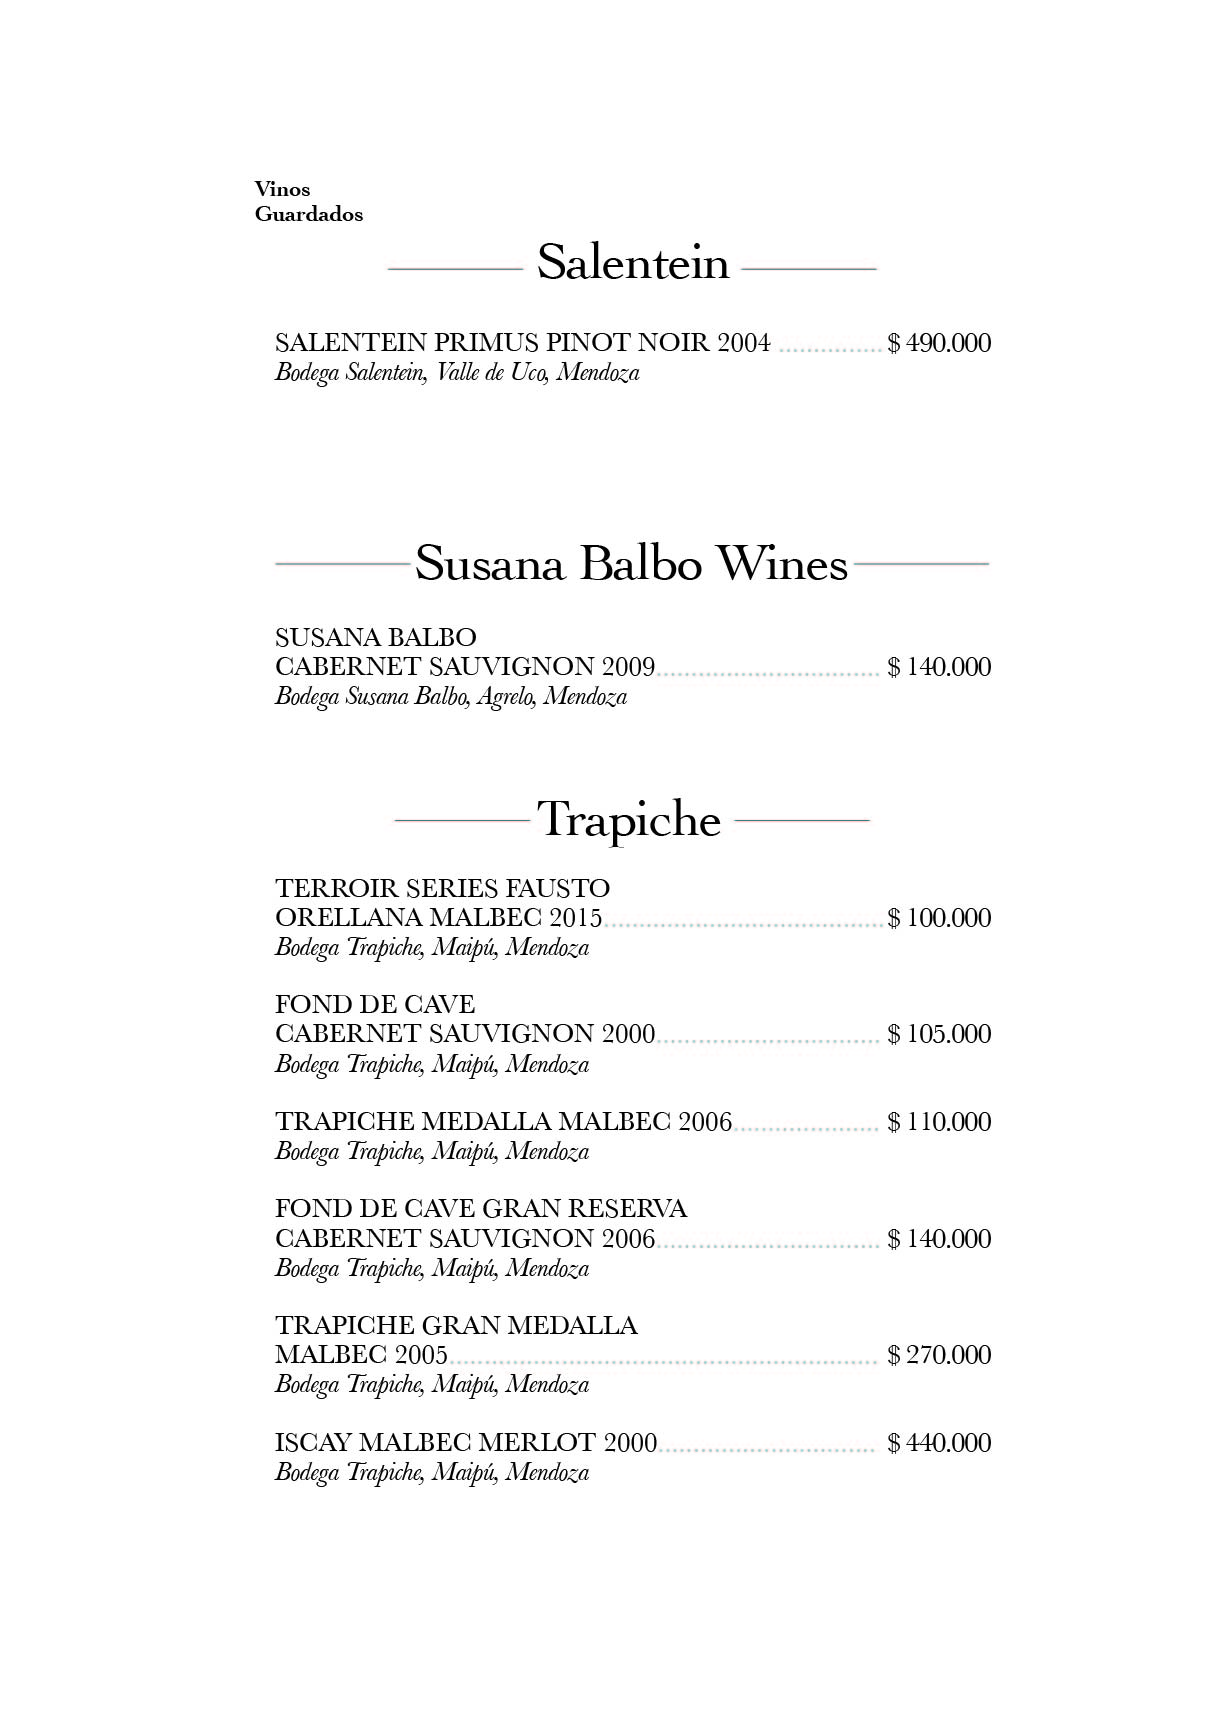 Vinos
Guardados
Salentein
SALENTEIN PRIMUS PINOT NOIR 2004 ............... $ 490.000
Bodega Salentein, Valle de Uco, Mendoza
Susana Balbo Wines
SUSANA BALBO
CABERNET SAUVIGNON 2009................................ $ 140.000
Bodega Susana Balbo, Agrelo, Mendoza
Trapiche
TERROIR SERIES FAUSTO
ORELLANA MALBEC 2015........................................ $ 100.000
Bodega Trapiche, Maipú, Mendoza
FOND DE CAVE
CABERNET SAUVIGNON 2000................................ $ 105.000
Bodega Trapiche, Maipú, Mendoza
TRAPICHE MEDALLA MALBEC 2006..................... $ 110.000
Bodega Trapiche, Maipú, Mendoza
FOND DE CAVE GRAN RESERVA
CABERNET SAUVIGNON 2006................................ $ 140.000
Bodega Trapiche, Maipú, Mendoza
TRAPICHE GRAN MEDALLA
MALBEC 2005............................................................. $ 270.000
Bodega Trapiche, Maipú, Mendoza
ISCAY MALBEC MERLOT 2000............................... $ 440.000
Bodega Trapiche, Maipú, Mendoza